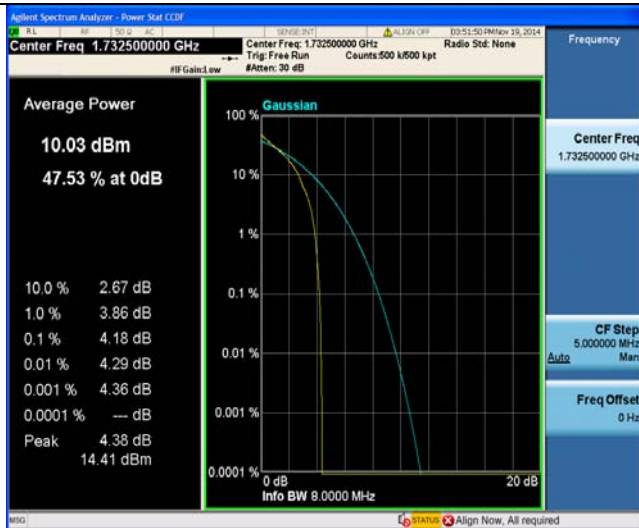 Agilent Spectrum Analyzer - Power Stat CCDF
RL RF 50 Ω AC SENSE:INT ALIGN OFF 03:51:50 PM Nov 19, 2014
Center Freq 1.732500000 GHz
Center Freq: 1.732500000 GHz Radio Std: None
Trig: Free Run Counts:500 k/500 kpt
#IFGain:Low #Atten: 30 dB
Frequency
Average Power
10.03 dBm
47.53 % at 0dB
10.0 % 2.67 dB
1.0 % 3.86 dB
0.1 % 4.18 dB
0.01 % 4.29 dB
0.001 % 4.36 dB
0.0001 % --- dB
Peak 4.38 dB
14.41 dBm
Gaussian
100 %
10 %
1 %
0.1 %
0.01 %
0.001 %
0.0001 %
0 dB 20 dB
Info BW 8.0000 MHz
Center Freq
1.732500000 GHz
CF Step
5.000000 MHz
Auto Man
Freq Offset
0 Hz
MSG STATUS Align Now, All required